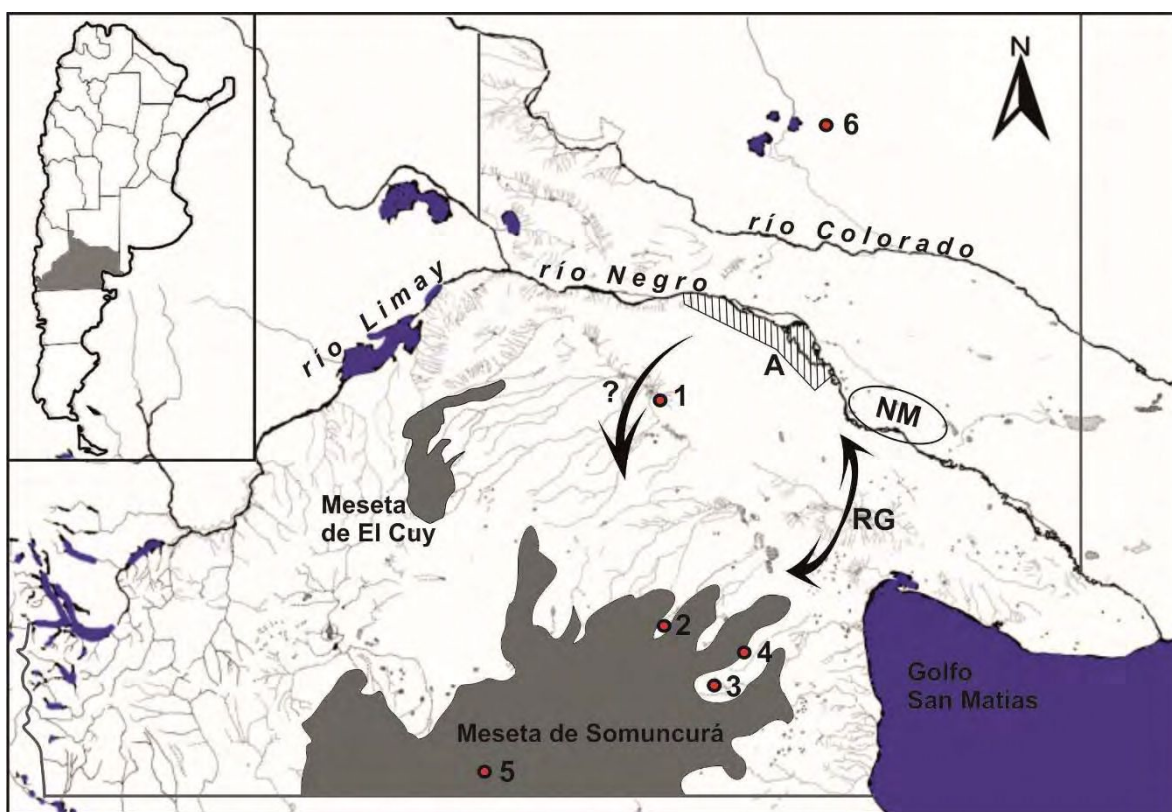 N
6
río Colorado
río Negro
río Limay
A
?
1
NM
RG
Meseta
de El Cuy
2
4
3
Golfo
San Matias
Meseta de Somuncurá
5